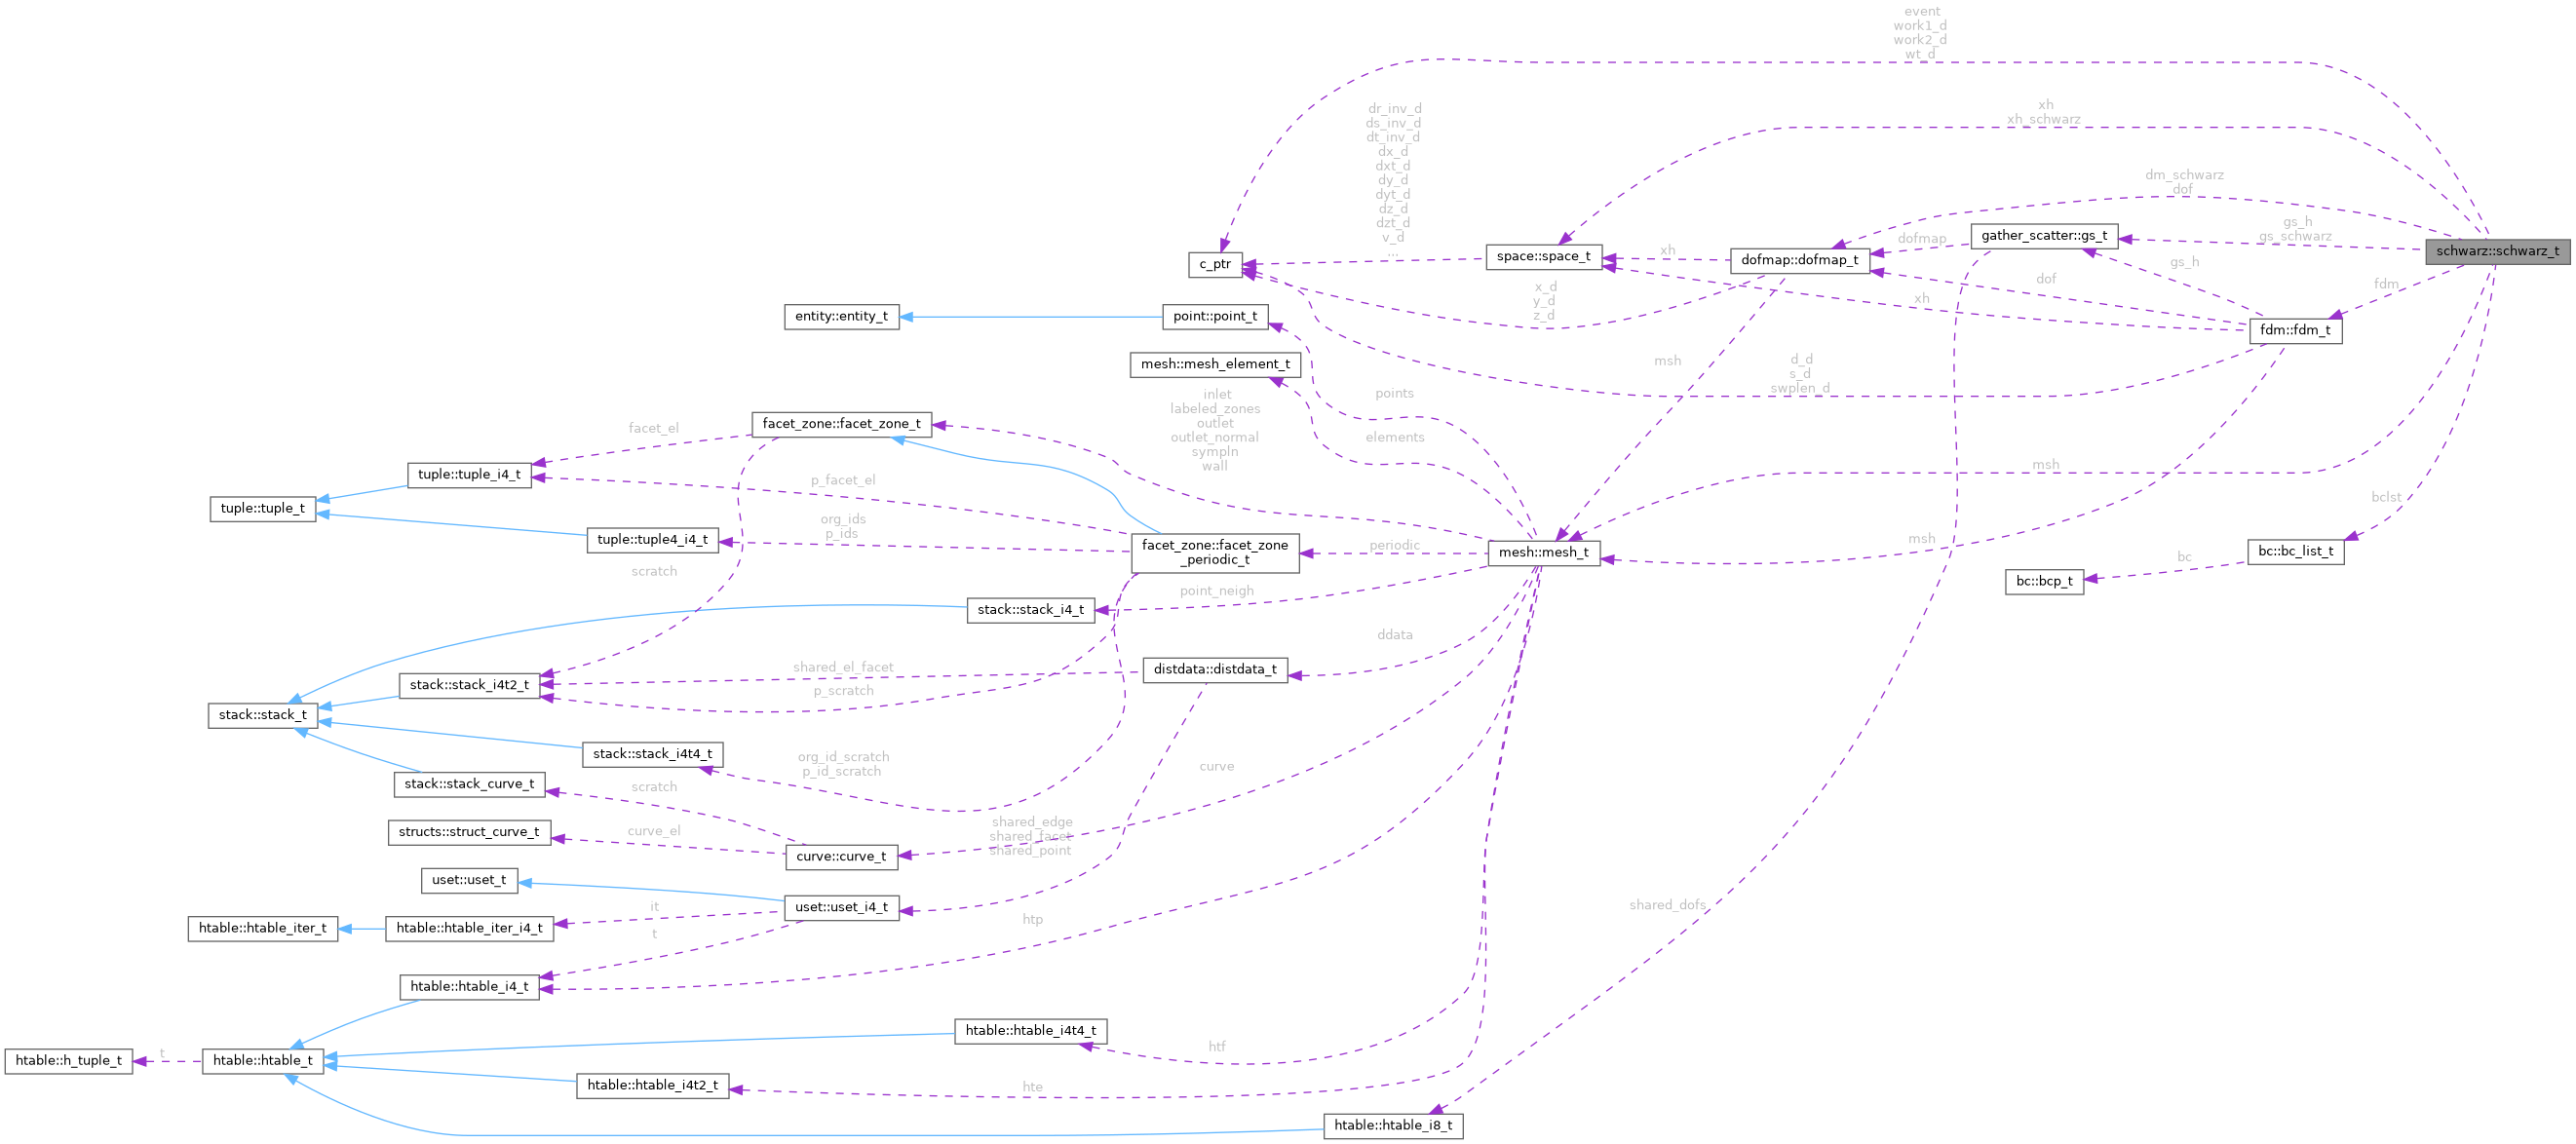 event
work1_d
work2_d
wt_d
xh
xh_schwarz
dr_inv_d
ds_inv_d
dt_inv_d
dx_d
dxt_d
dy_d
dyt_d
dz_d
dzt_d
v_d
...
dm_schwarz
dof
gs_h
gs_schwarz
gather_scatter::gs_t
dofmap
schwarz::schwarz_t
c_ptr
space::space_t
xh
dofmap::dofmap_t
gs_h
dof
fdm
x_d
y_d
z_d
xh
entity::entity_t
point::point_t
fdm::fdm_t
mesh::mesh_element_t
msh
d_d
s_d
swplen_d
points
inlet
labeled_zones
outlet
outlet_normal
sympln
wall
elements
facet_zone::facet_zone_t
facet_el
tuple::tuple_i4_t
p_facet_el
msh
tuple::tuple_t
bclst
org_ids
p_ids
tuple::tuple4_i4_t
facet_zone::facet_zone
_periodic_t
periodic
mesh::mesh_t
msh
bc::bc_list_t
bc
bc::bcp_t
scratch
point_neigh
stack::stack_i4_t
ddata
shared_el_facet
distdata::distdata_t
stack::stack_i4t2_t
p_scratch
stack::stack_t
stack::stack_i4t4_t
org_id_scratch
p_id_scratch
curve
stack::stack_curve_t
scratch
structs::struct_curve_t
curve_el
shared_edge
shared_facet
shared_point
curve::curve_t
uset::uset_t
it
uset::uset_i4_t
shared_dofs
htable::htable_iter_t
htable::htable_iter_i4_t
t
htp
htable::htable_i4_t
htable::htable_i4t4_t
htf
htable::h_tuple_t
t
htable::htable_t
htable::htable_i4t2_t
hte
htable::htable_i8_t